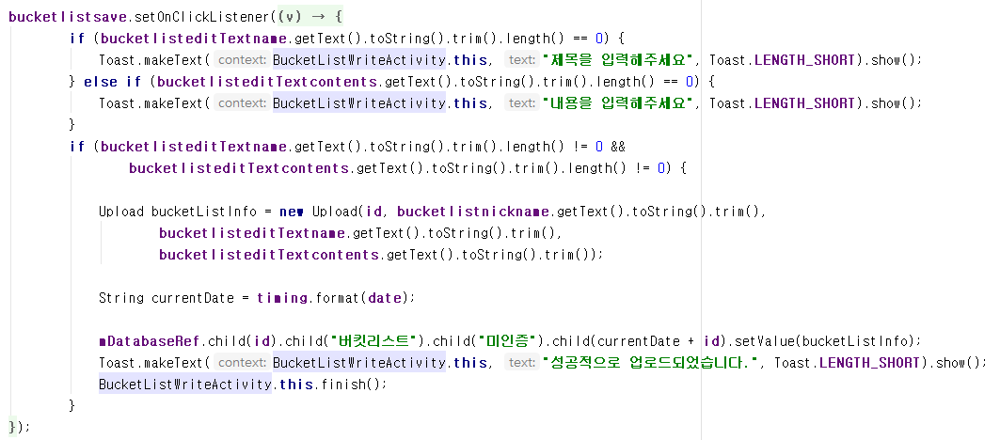 bucketlistsave.setOnClickListener((v) → {
if (bucketlisteditTextname.getText().toString().trim().length() == 0) {
Toast.makeText( context: BucketListWriteActivity.this, text: "제목을 입력해주세요", Toast.LENGTH_SHORT).show();
} else if (bucketlisteditTextcontents.getText().toString().trim().length() == 0) {
Toast.makeText( context: BucketListWriteActivity.this, text: "내용을 입력해주세요", Toast.LENGTH_SHORT).show();
}
if (bucketlisteditTextname.getText().toString().trim().length() != 0 &&
bucketlisteditTextcontents.getText().toString().trim().length() != 0) {
Upload bucketListInfo = new Upload(id, bucketlistnickname.getText().toString().trim(),
bucketlisteditTextname.getText().toString().trim(),
bucketlisteditTextcontents.getText().toString().trim());
String currentDate = timing.format(date);
mDatabaseRef.child(id).child("버킷리스트").child("미인증").child(currentDate + id).setValue(bucketListInfo);
Toast.makeText( context: BucketListWriteActivity.this, text: "성공적으로 업로드되었습니다.", Toast.LENGTH_SHORT).show();
BucketListWriteActivity.this.finish();
}
});